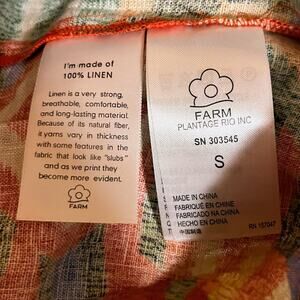 I'm made of
100% LINEN
Linen is a very strong,
breathable, comfortable,
and long-lasting material.
Because of its natural fiber,
it yarns vary in thickness
with some features in the
fabric that look like "slubs"
and as we print they
become more evident.
FARM
FARM
PLANTAGE RIO INC
SN 303545
S
MADE IN CHINA
FABRIQUÉ EN CHINE
FABRICADO NA CHINA
HECHO EN CHINA
中国制造
RN 157047